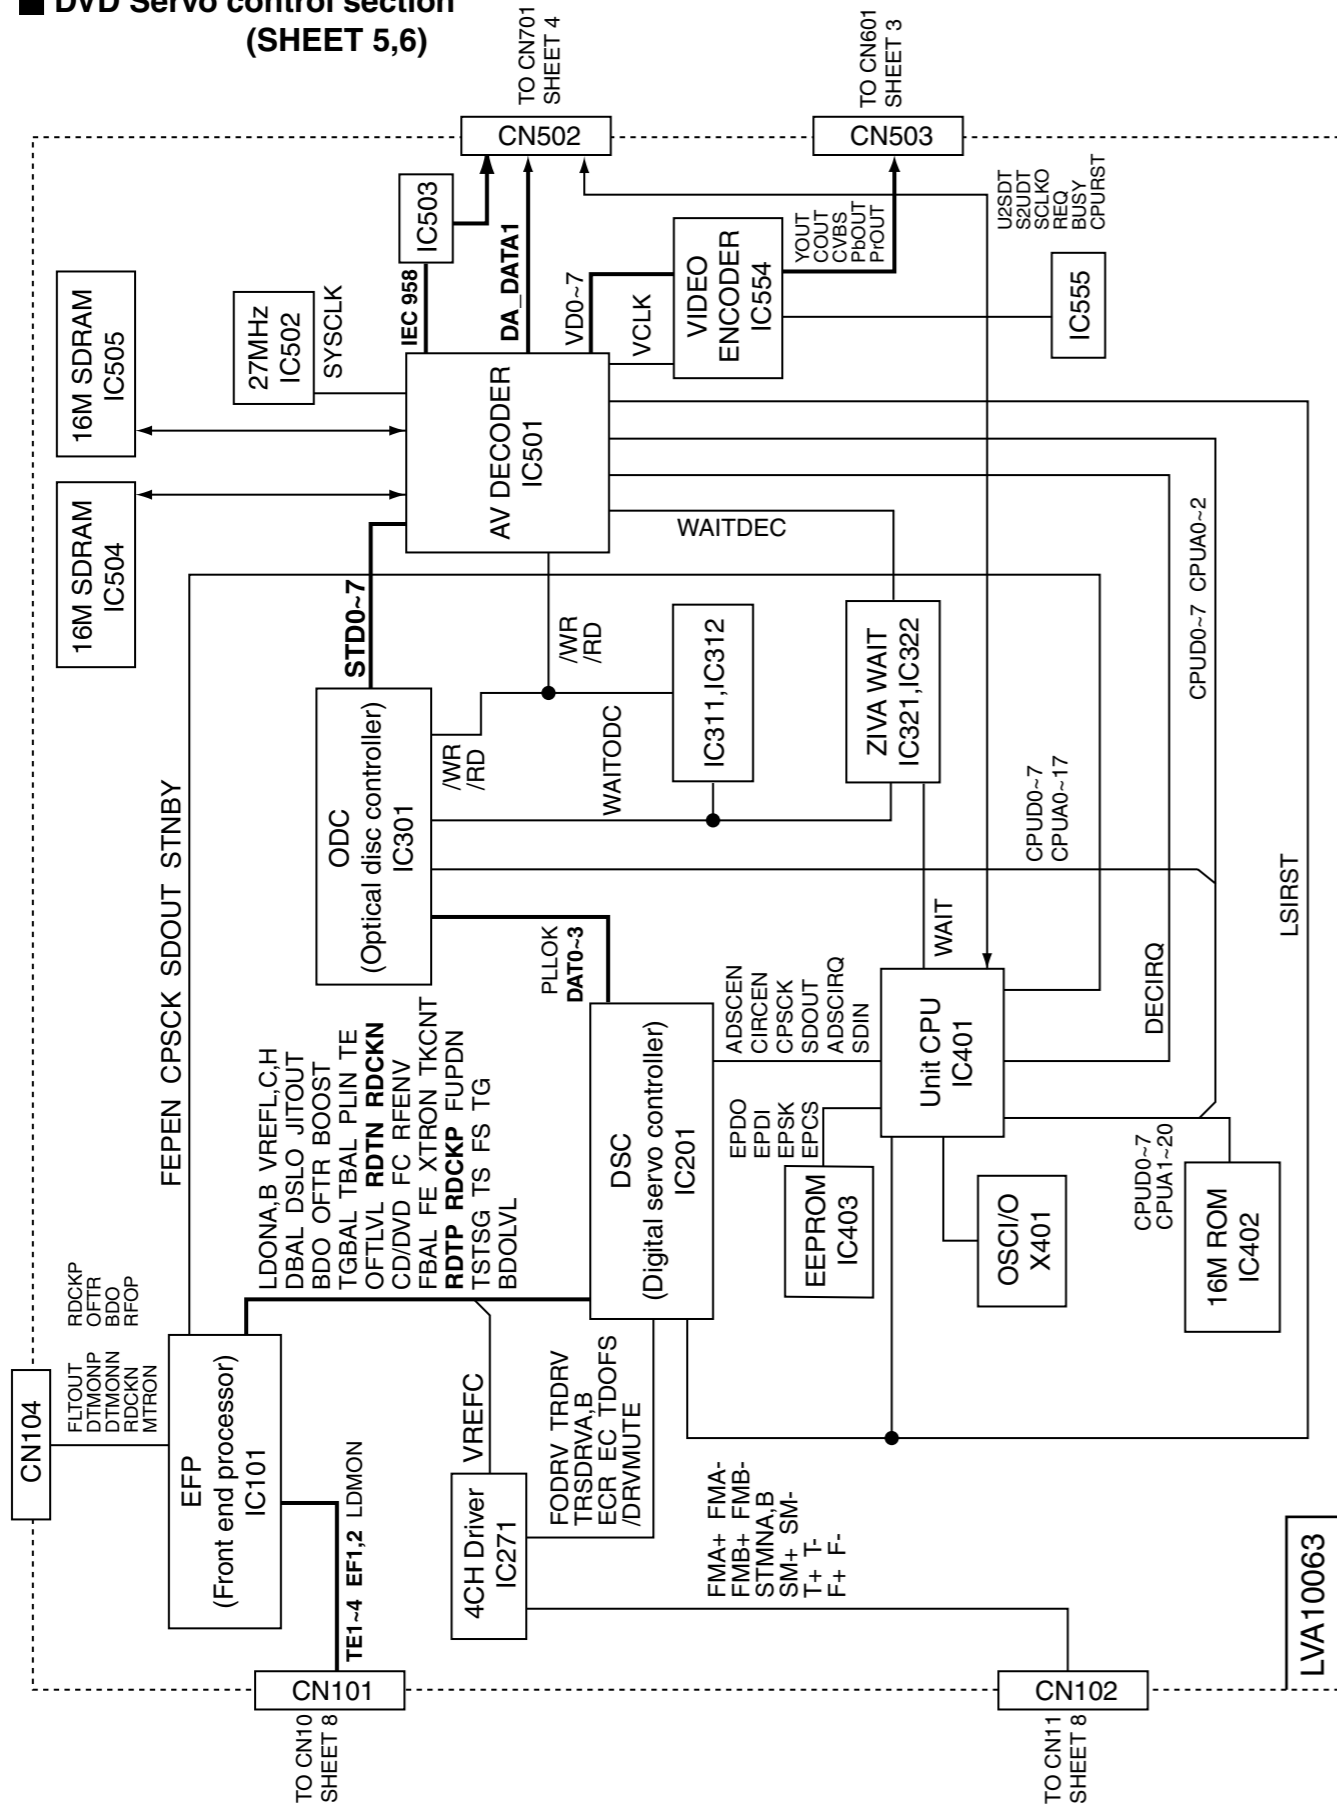 ■ DVD Servo control section
(SHEET 5,6)
TO CN701
SHEET 4
TO CN601
SHEET 3
CN502
CN503
16M SDRAM
IC505
27MHz
IC502
SYSCLK
IC503
IEC 958
DA_DATA1
VD0~7
VCLK
VIDEO
ENCODER
IC554
YOUT
COUT
CVBS
PbOUT
PrOUT
U2SDT
S2UDT
SCLKO
REQ
BUSY
CPURST
IC555
16M SDRAM
IC504
AV DECODER
IC501
STD0~7
WAITDEC
/WR
/RD
CPUD0~7 CPUA0~2
ODC
(Optical disc controller)
IC301
/WR
/RD
WAITODC
IC311,IC312
ZIVA WAIT
IC321,IC322
CPUD0~7
CPUA0~17
FEPEN CPSCK SDOUT STNBY
PLLOK
DAT0~3
WAIT
DECIRQ
LSIRST
LDONA,B VREFL,C,H
DBAL DSLO JITOUT
BDO OFTR BOOST
TGBAL TBAL PLIN TE
OFTLVL RDTN RDCKN
CD/DVD FC RFENV
FBAL FE XTRON TKCNT
RDTP RDCKP FUPDN
TSTSG TS FS TG
BDOLVL
DSC
(Digital servo controller)
IC201
ADSCEN
CIRCEN
CPSCK
SDOUT
ADSCIRQ
SDIN
Unit CPU
IC401
EPDO
EPDI
EPSK
EPCS
EEPROM
IC403
OSCI/O
X401
CPUD0~7
CPUA1~20
16M ROM
IC402
CN104
FLTOUT
DTMONP
DTMONN
RDCKN
MTRON
RDCKP
OFTR
BDO
RFOP
EFP
(Front end processor)
IC101
TE1~4 EF1,2 LDMON
VREFC
4CH Driver
IC271
FODRV TRDRV
TRSDRVA,B
ECR EC TDOFS
/DRVMUTE
FMA+ FMA-
FMB+ FMB-
STMNA,B
SM+ SM-
T+ T-
F+ F-
CN101
TO CN10
SHEET 8
CN102
TO CN11
SHEET 8
LVA10063